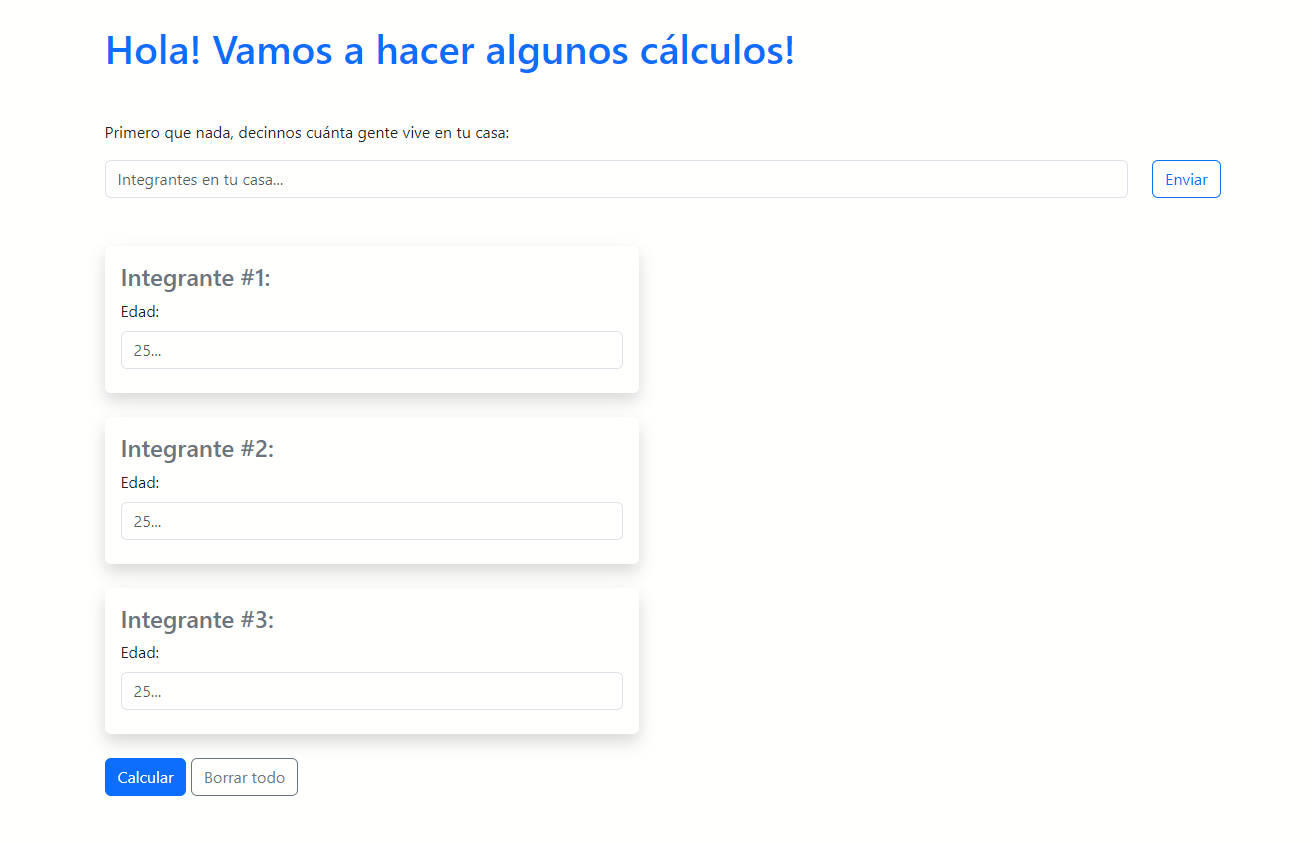 Hola! Vamos a hacer algunos cálculos!
Primero que nada, decinnos cuánta gente vive en tu casa:
Integrantes en tu casa...
Enviar
Integrante #1:
Edad:
25...
Integrante #2:
Edad:
25...
Integrante #3:
Edad:
25...
Calcular
Borrar todo